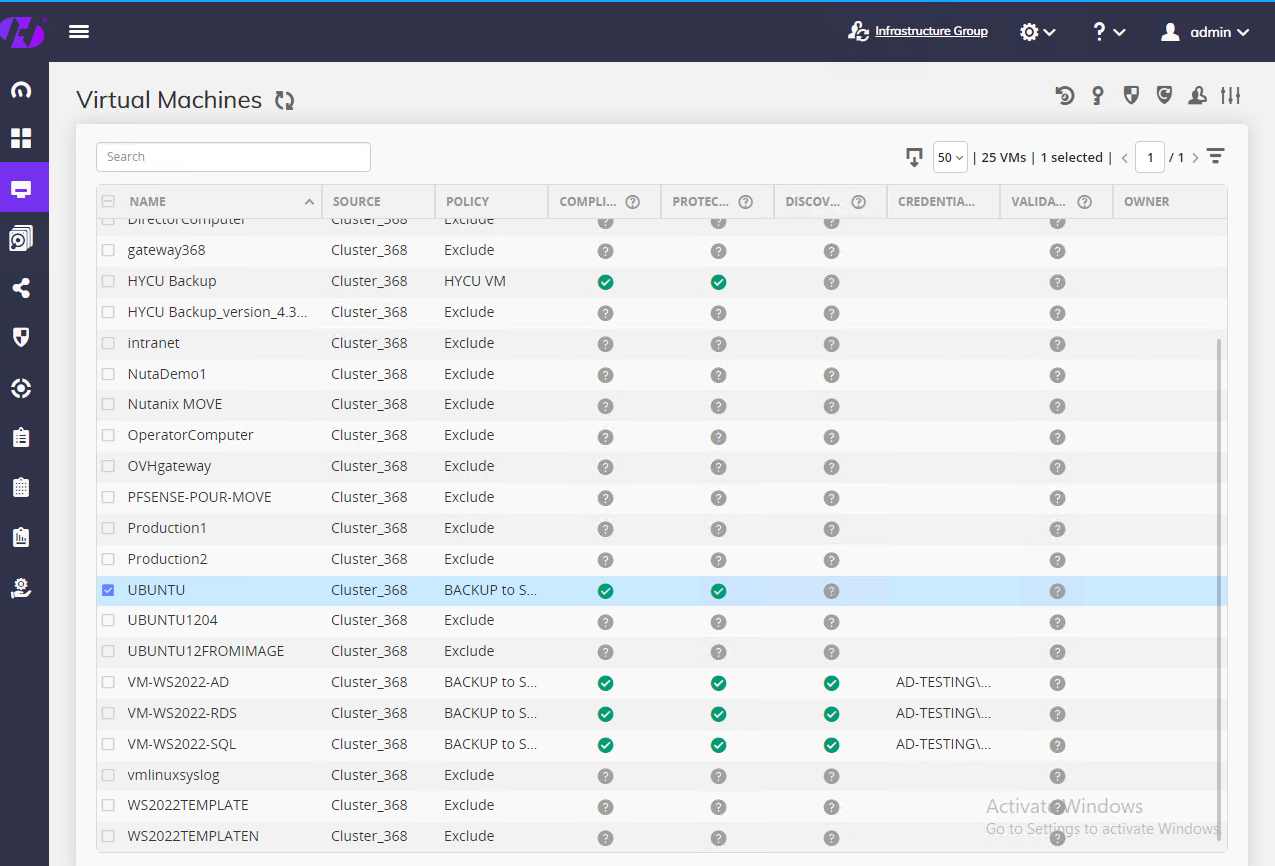 Infrastructure Group
? admin
Virtual Machines
Search
50 | 25 VMs | 1 selected | < 1 / 1 >
NAME SOURCE POLICY COMPLI... ? PROTEC... ? DISCOV... ? CREDENTIA... VALIDA... ? OWNER
DirectorComputer Cluster_368 Exclude ? ? ? ?
gateway368 Cluster_368 Exclude ? ? ? ?
HYCU Backup Cluster_368 HYCU VM ? ?
HYCU Backup_version_4.3... Cluster_368 Exclude ? ? ? ?
intranet Cluster_368 Exclude ? ? ? ?
NutaDemo1 Cluster_368 Exclude ? ? ? ?
Nutanix MOVE Cluster_368 Exclude ? ? ? ?
OperatorComputer Cluster_368 Exclude ? ? ? ?
OVHgateway Cluster_368 Exclude ? ? ? ?
PFSENSE-POUR-MOVE Cluster_368 Exclude ? ? ? ?
Production1 Cluster_368 Exclude ? ? ? ?
Production2 Cluster_368 Exclude ? ? ? ?
UBUNTU Cluster_368 BACKUP to S... ? ?
UBUNTU1204 Cluster_368 Exclude ? ? ? ?
UBUNTU12FROMIMAGE Cluster_368 Exclude ? ? ? ?
VM-WS2022-AD Cluster_368 BACKUP to S... AD-TESTING\... ?
VM-WS2022-RDS Cluster_368 BACKUP to S... AD-TESTING\... ?
VM-WS2022-SQL Cluster_368 BACKUP to S... AD-TESTING\... ?
vmlinuxsyslog Cluster_368 Exclude ? ? ? ?
WS2022TEMPLATE Cluster_368 Exclude ? ? ? ?
WS2022TEMPLATEN Cluster_368 Exclude ? ? ? ?
Activate Windows
Go to Settings to activate Windows.